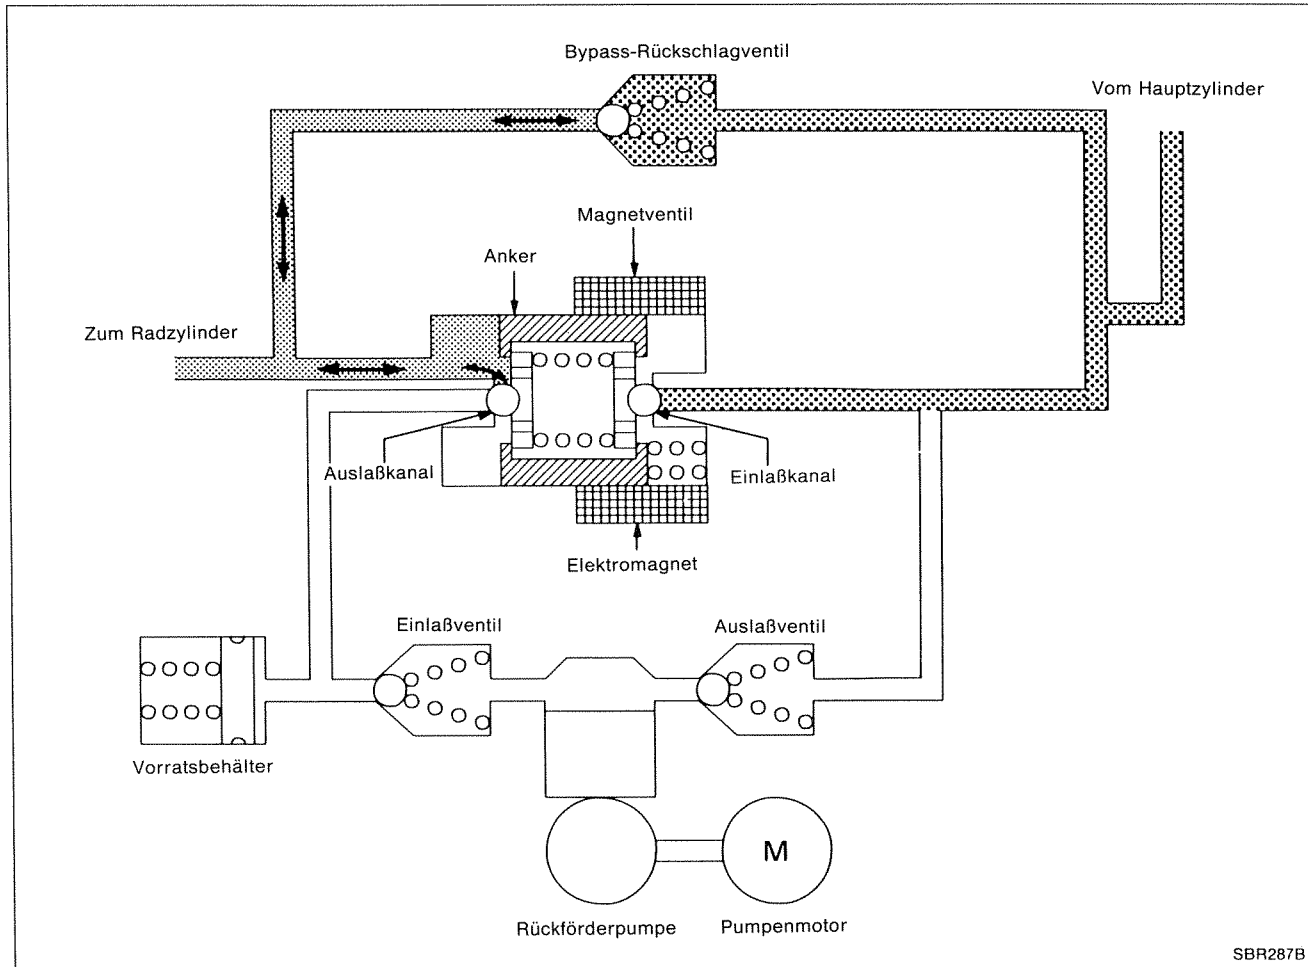 Bypass-Rückschlagventil
Vom Hauptzylinder
Magnetventil
Anker
Zum Radzylinder
Auslaßkanal
Einlaßkanal
Elektromagnet
Einlaßventil
Auslaßventil
Vorratsbehälter
M
Rückförderpumpe
Pumpenmotor
SBR287B